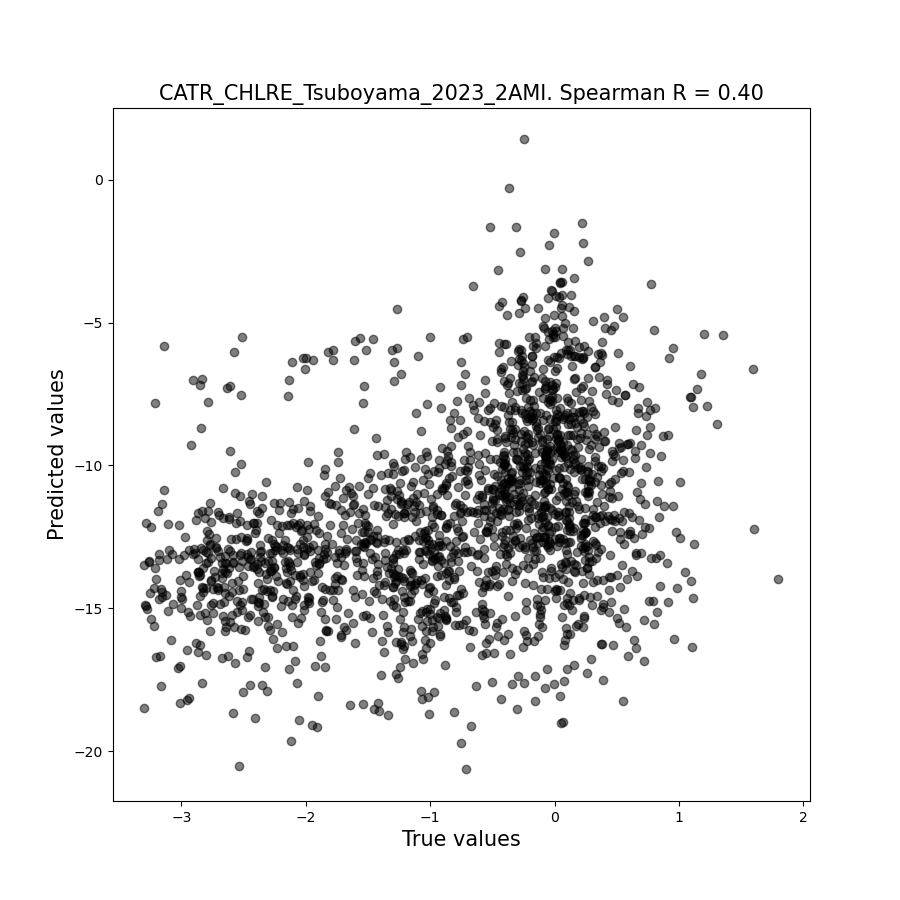 CATR_CHLRE_Tsuboyama_2023_2AMI. Spearman R = 0.40
0
−5
−10
−15
−20
Predicted values
−3 −2 −1 0 1 2
True values